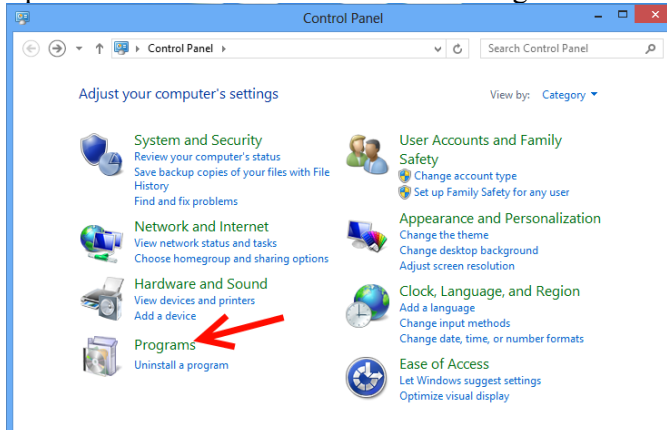 Control Panel
Control Panel
Search Control Panel
Adjust your computer's settings
View by: Category
System and Security
Review your computer's status
Save backup copies of your files with File
History
Find and fix problems
Network and Internet
View network status and tasks
Choose homegroup and sharing options
Hardware and Sound
View devices and printers
Add a device
Programs
Uninstall a program
User Accounts and Family
Safety
Change account type
Set up Family Safety for any user
Appearance and Personalization
Change the theme
Change desktop background
Adjust screen resolution
Clock, Language, and Region
Add a language
Change input methods
Change date, time, or number formats
Ease of Access
Let Windows suggest settings
Optimize visual display